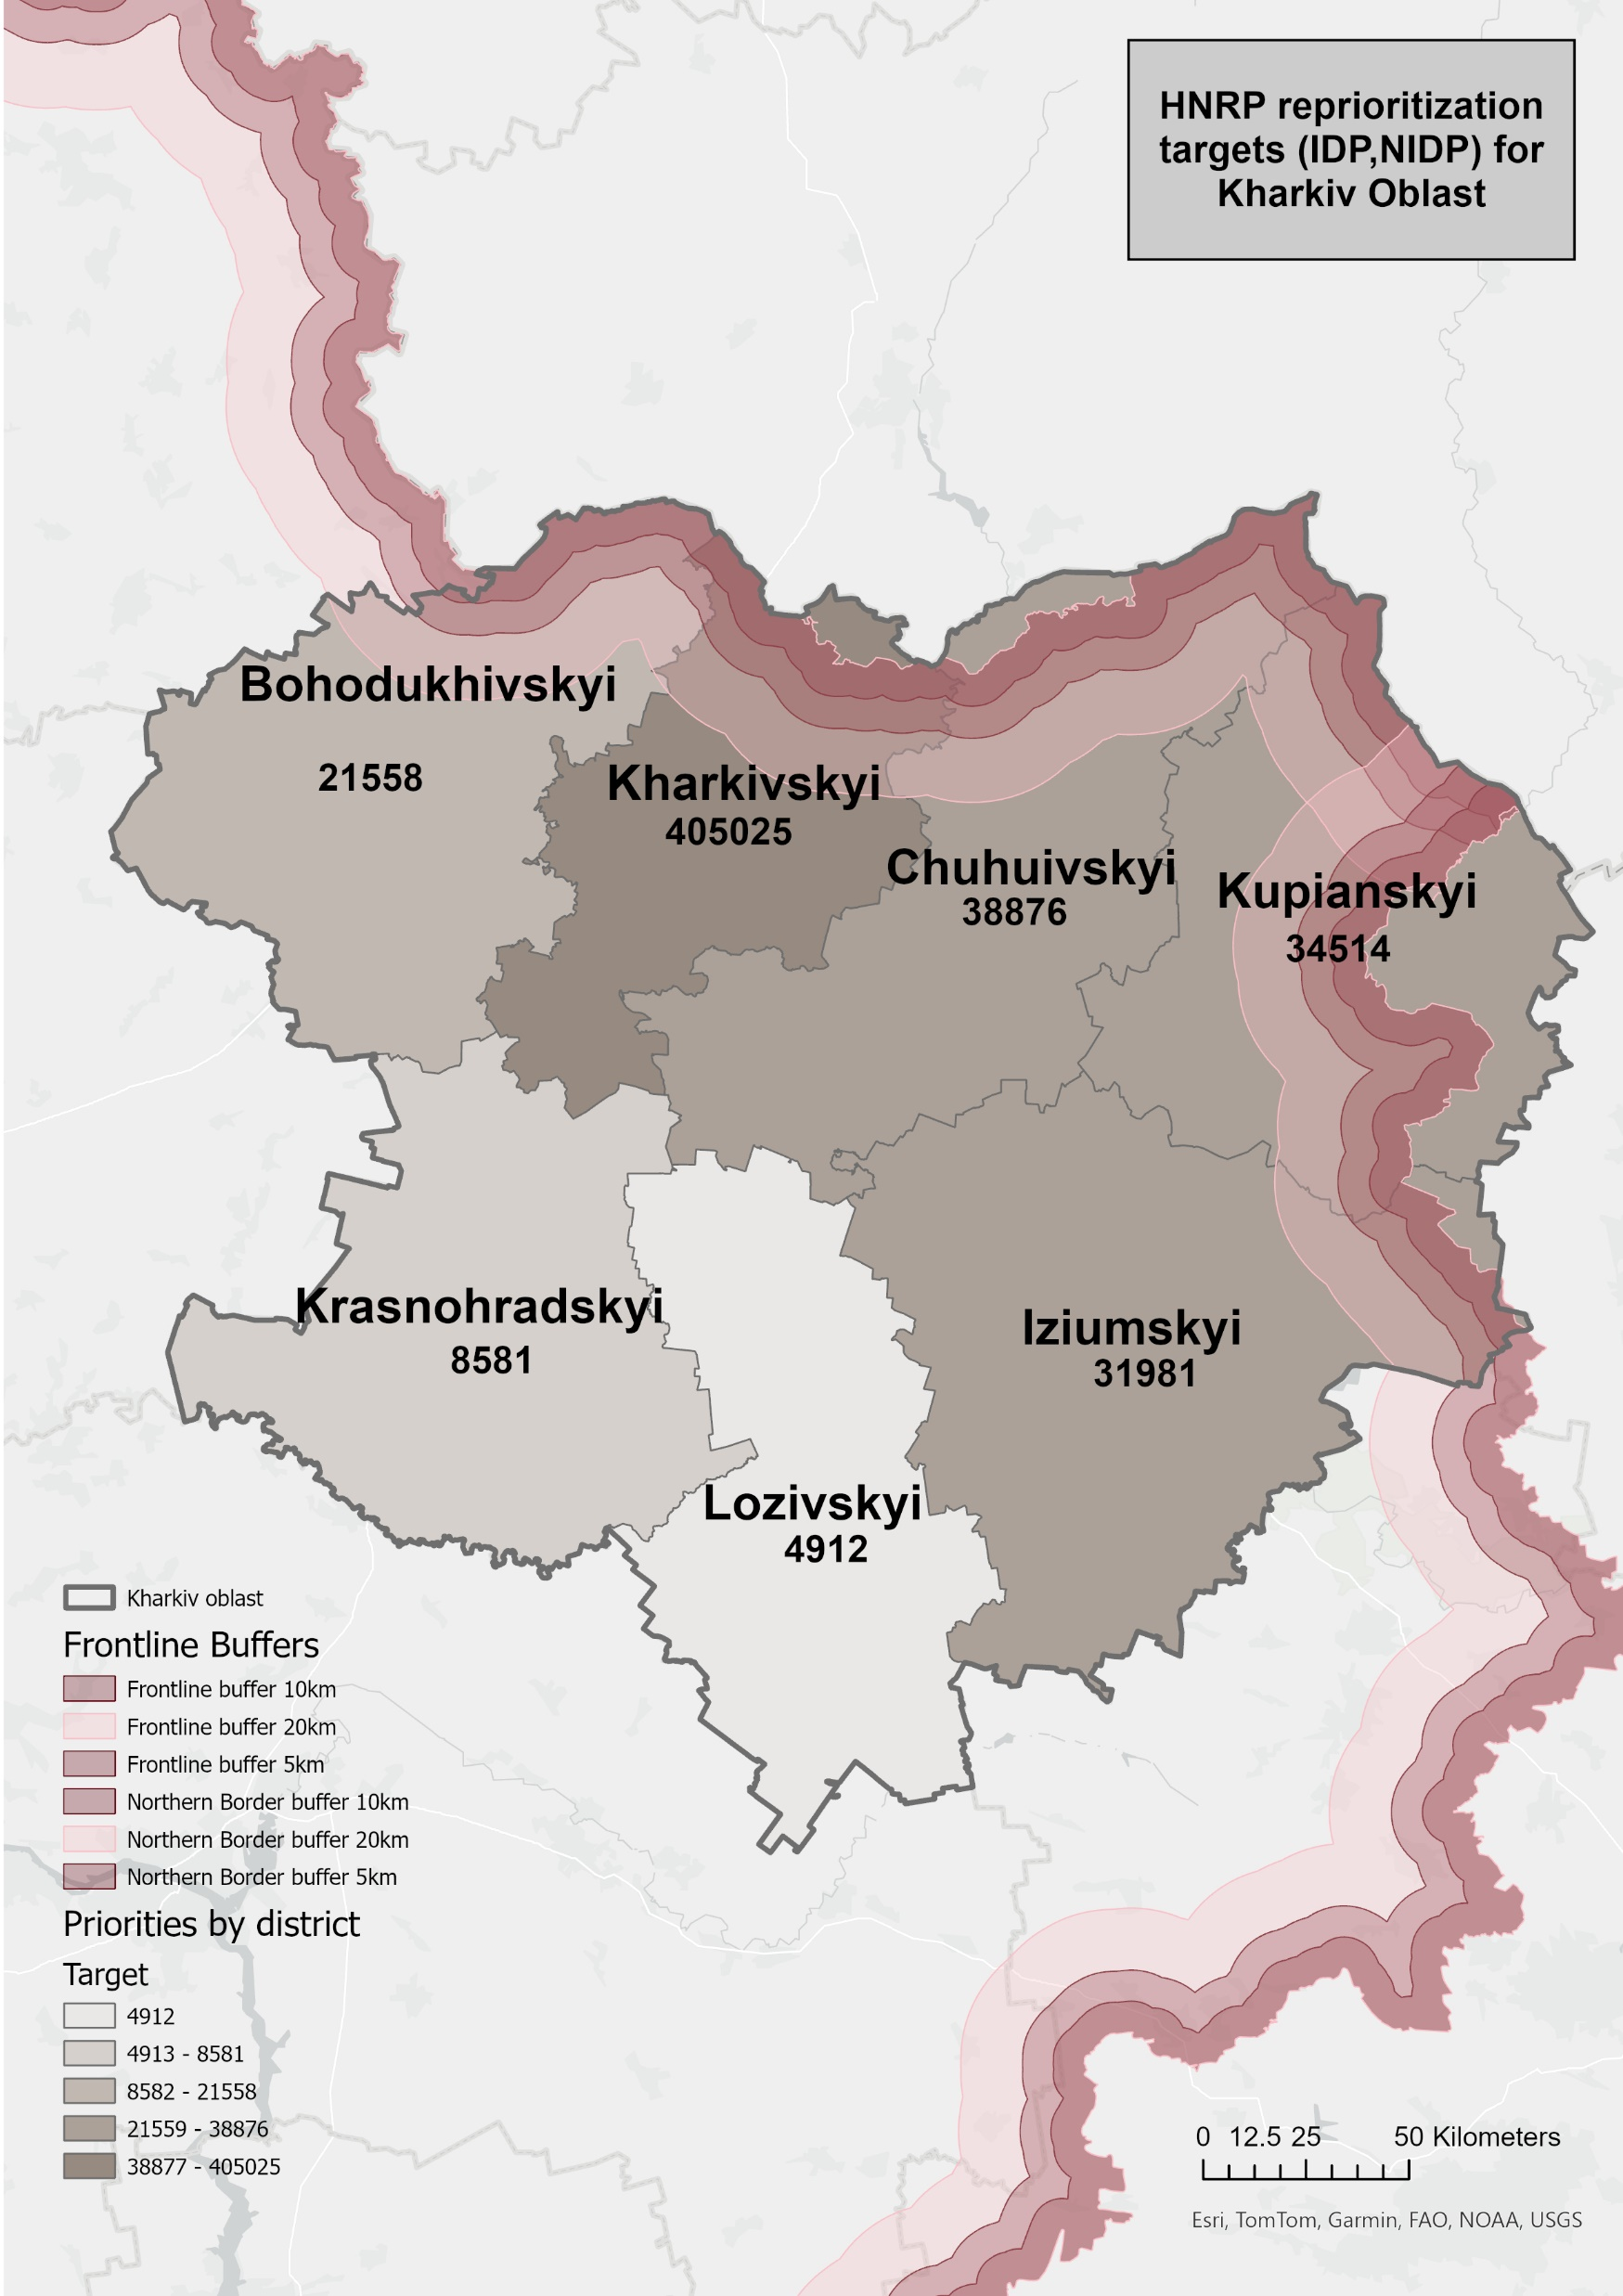 HNRP reprioritization
targets (IDP,NIDP) for
Kharkiv Oblast
Bohodukhivskyi
21558
Kharkivskyi
405025
Chuhuivskyi
38876
Kupianskyi
34514
Krasnohradskyi
8581
Iziumskyi
31981
Lozivskyi
4912
Kharkiv oblast
Frontline Buffers
Frontline buffer 10km
Frontline buffer 20km
Frontline buffer 5km
Northern Border buffer 10km
Northern Border buffer 20km
Northern Border buffer 5km
Priorities by district
Target
4912
4913 - 8581
8582 - 21558
21559 - 38876
38877 - 405025
0 12.5 25 50 Kilometers
Esri, TomTom, Garmin, FAO, NOAA, USGS